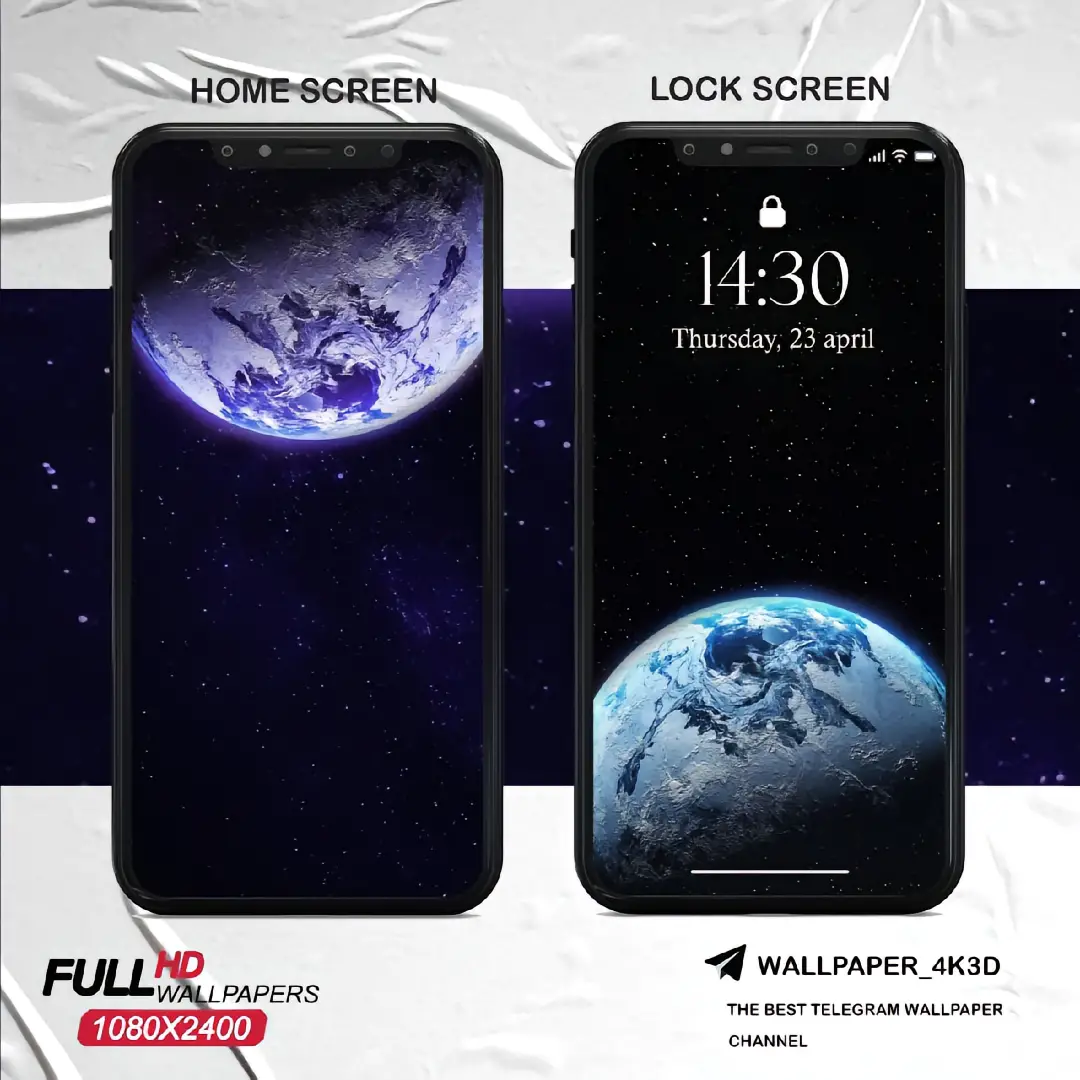 HOME SCREEN
LOCK SCREEN
14:30
Thursday, 23 april
FULL HD WALLPAPERS
1080X2400
WALLPAPER_4K3D
THE BEST TELEGRAM WALLPAPER
CHANNEL